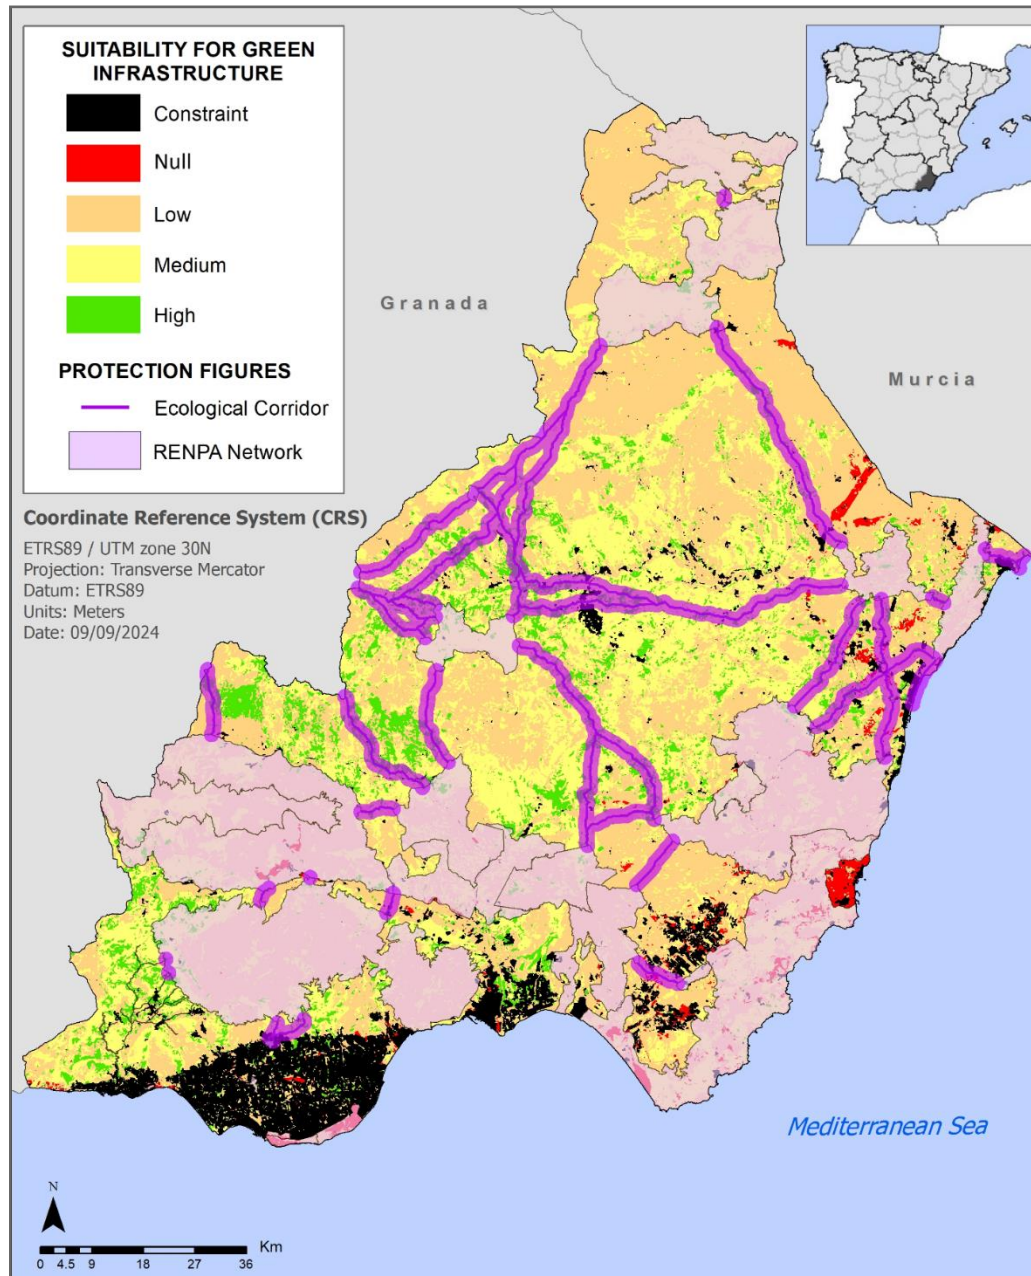 SUITABILITY FOR GREEN
INFRASTRUCTURE
Constraint
Null
Low
Medium
High
PROTECTION FIGURES
Ecological Corridor
RENPA Network
Coordinate Reference System (CRS)
ETRS89 / UTM zone 30N
Projection: Transverse Mercator
Datum: ETRS89
Units: Meters
Date: 09/09/2024
Granada
Murcia
Mediterranean Sea
N
Km
0 4.5 9 18 27 36